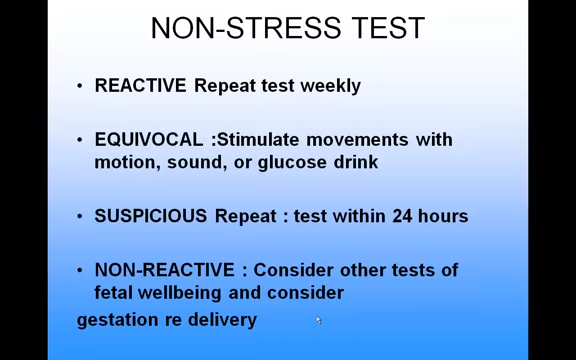 NON-STRESS TEST
• REACTIVE Repeat test weekly
• EQUIVOCAL :Stimulate movements with
motion, sound, or glucose drink
• SUSPICIOUS Repeat : test within 24 hours
• NON-REACTIVE : Consider other tests of
fetal wellbeing and consider
gestation re delivery